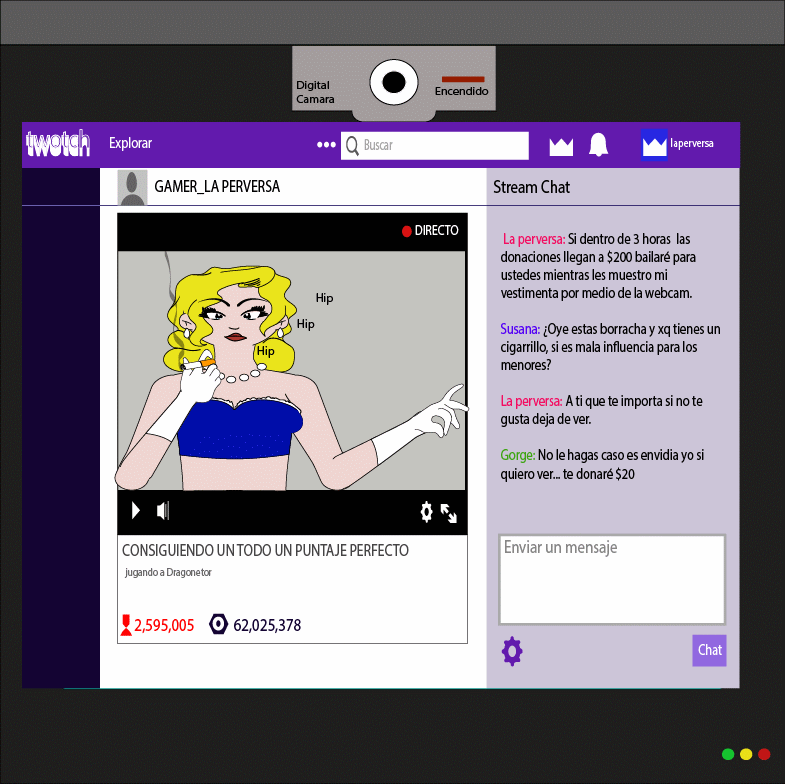 Digital
Camara
Encendido
twotch
Explorar
Buscar
laperversa
GAMER_LA PERVERSA
Stream Chat
DIRECTO
Hip
Hip
Hip
La perversa: Si dentro de 3 horas las
donaciones llegan a $200 bailaré para
ustedes mientras les muestro mi
vestimenta por medio de la webcam.
Susana: ¿Oye estas borracha y xq tienes un
cigarrillo, si es mala influencia para los
menores?
La perversa: A ti que te importa si no te
gusta deja de ver.
Gorge: No le hagas caso es envidia yo si
quiero ver... te donaré $20
CONSIGUIENDO UN TODO UN PUNTAJE PERFECTO
jugando a Dragonetor
2,595,005
62,025,378
Enviar un mensaje
Chat